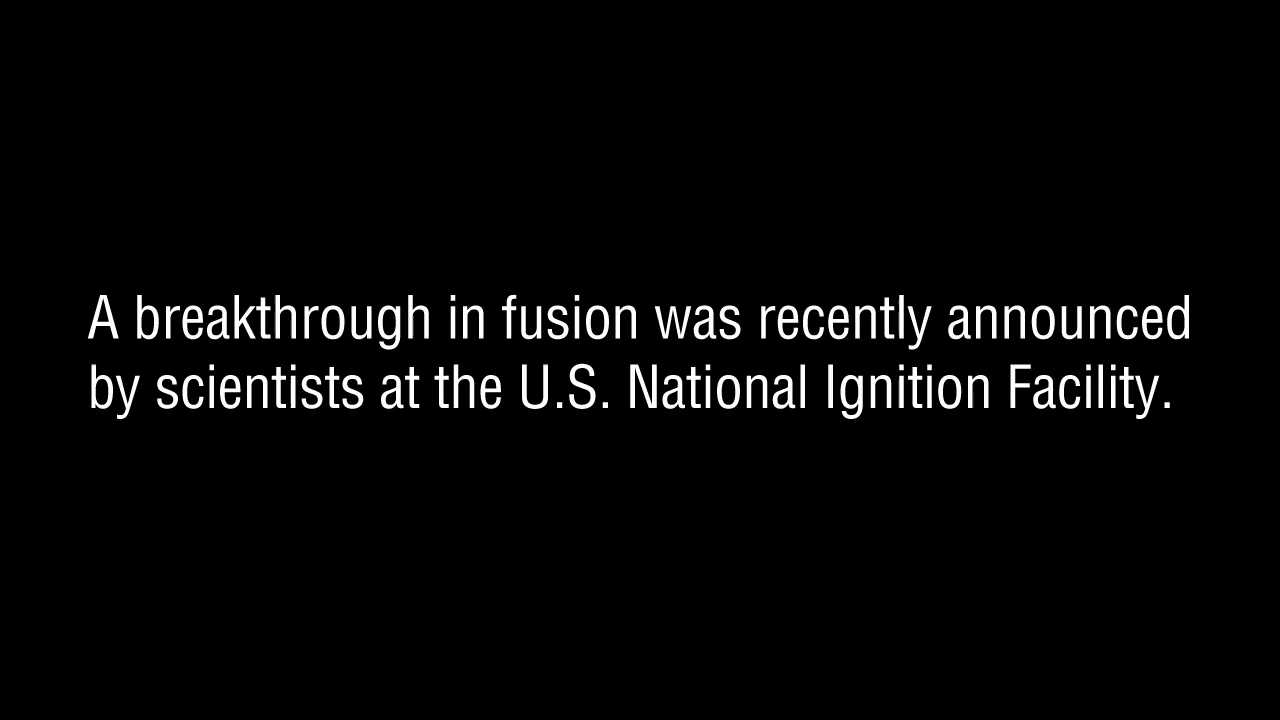 A breakthrough in fusion was recently announced
by scientists at the U.S. National Ignition Facility.